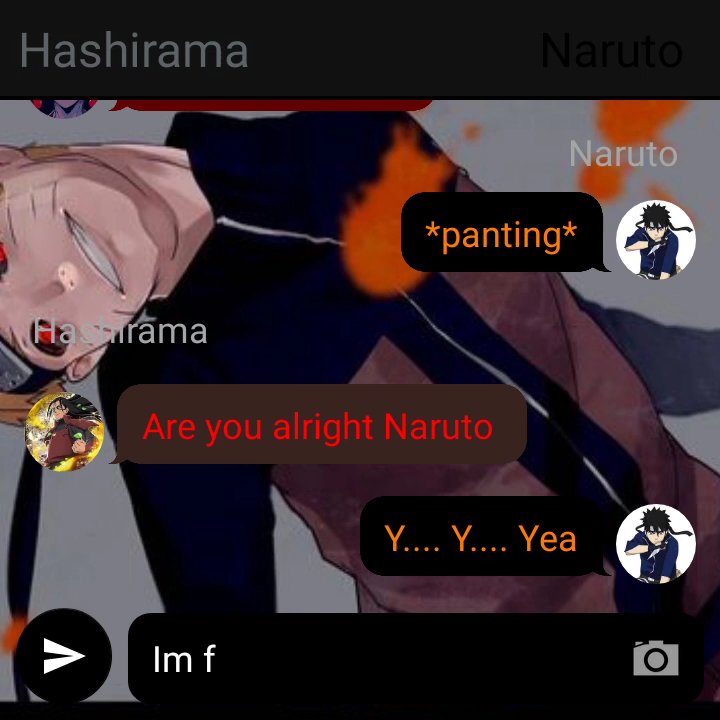 Hashirama
Naruto
Naruto
*panting*
Hashirama
Are you alright Naruto
Y.... Y.... Yea
Im f